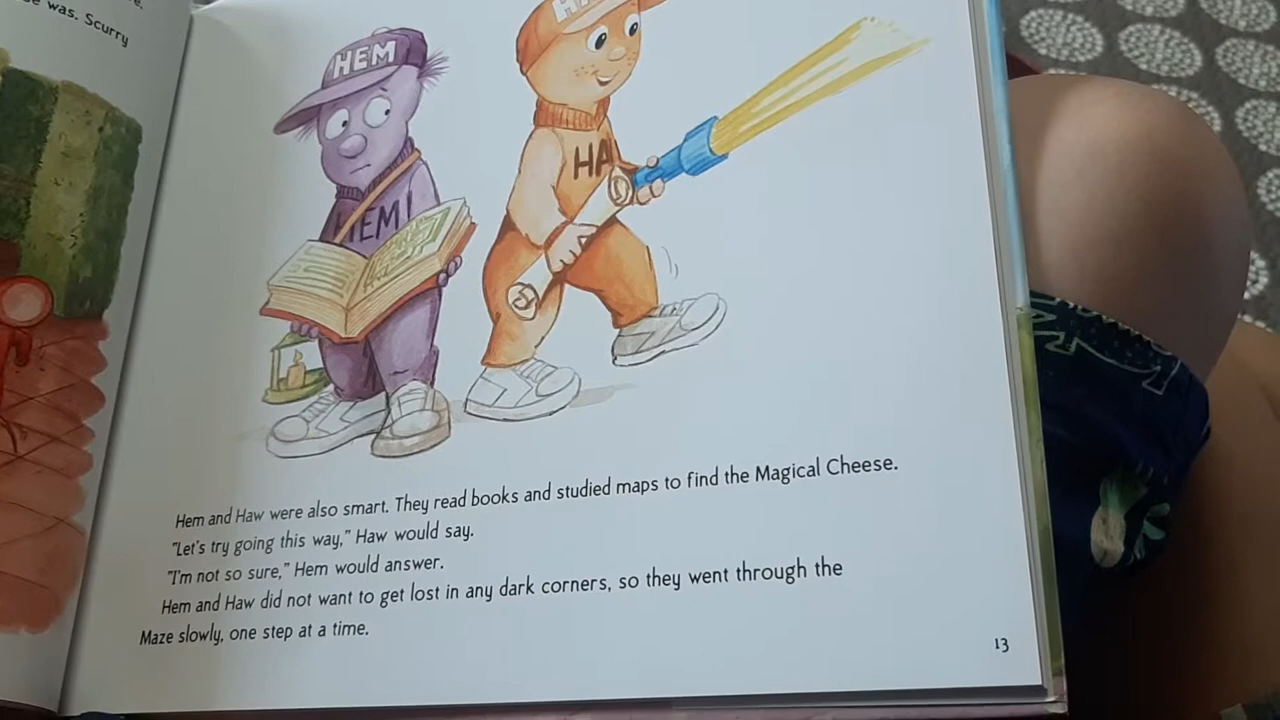 e.
e was. Scurry
HEM
HA
HEM
HA
Hem and Haw were also smart. They read books and studied maps to find the Magical Cheese.
"Let's try going this way," Haw would say.
"I'm not so sure," Hem would answer.
Hem and Haw did not want to get lost in any dark corners, so they went through the
Maze slowly, one step at a time.
13